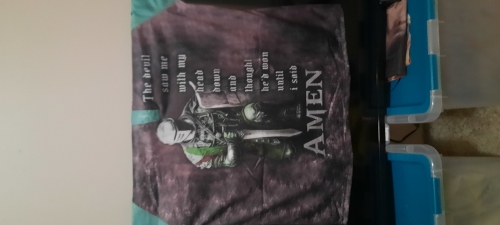 The devil
saw me
with my
head
down
and
thought
he'd won
until
i said
AMEN